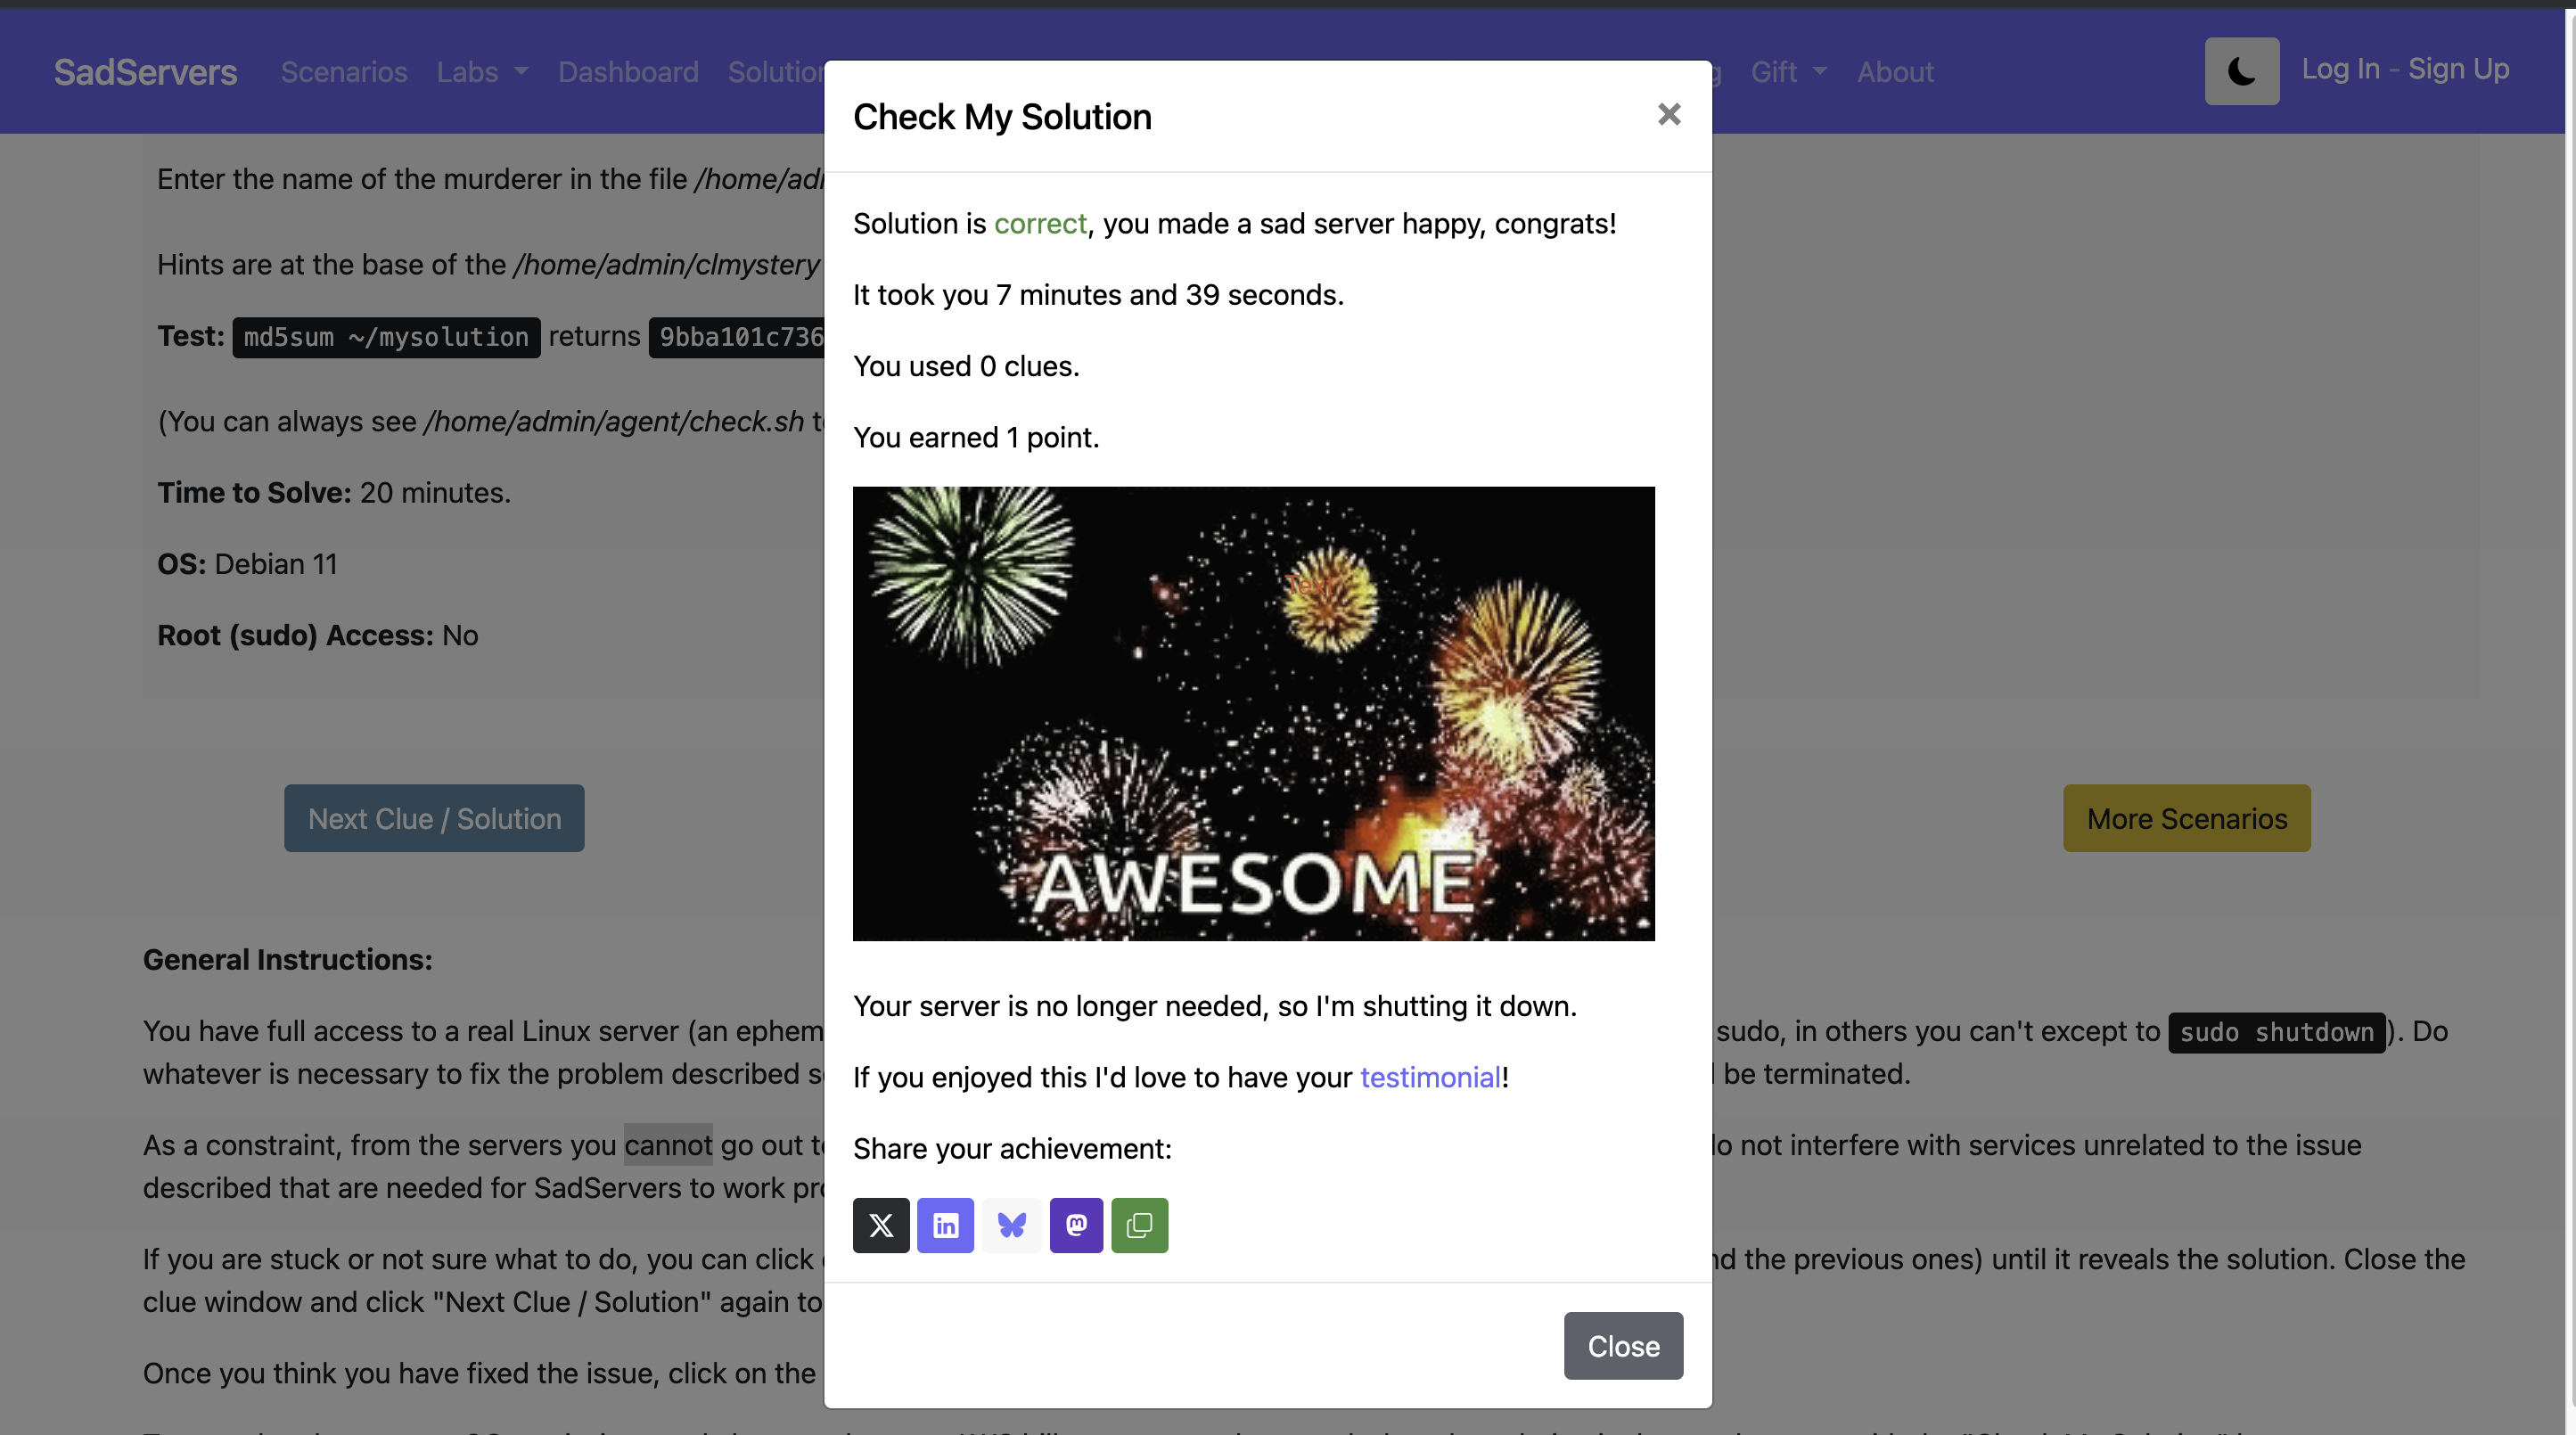 SadServers Scenarios Labs Dashboard Gift About Log In - Sign Up
Check My Solution
Enter the name of the murderer in the file
Solution is correct, you made a sad server happy, congrats!
Hints are at the base of the /home/admin/clmystery
It took you 7 minutes and 39 seconds.
Test: md5sum ~/mysolution returns 9bba101c736
You used 0 clues.
(You can always see /home/admin/agent/check.sh
You earned 1 point.
Time to Solve: 20 minutes.
OS: Debian 11
Text
Root (sudo) Access: No
Next Clue / Solution
More Scenarios
AWESOME
General Instructions:
Your server is no longer needed, so I'm shutting it down.
You have full access to a real Linux server (an ephem
sudo, in others you can't except to sudo shutdown). Do
whatever is necessary to fix the problem described
be terminated.
If you enjoyed this I'd love to have your testimonial!
As a constraint, from the servers you cannot go out
do not interfere with services unrelated to the issue
Share your achievement:
described that are needed for SadServers to work
If you are stuck or not sure what to do, you can click
the previous ones) until it reveals the solution. Close the
clue window and click "Next Clue / Solution" again to
Close
Once you think you have fixed the issue, click on the